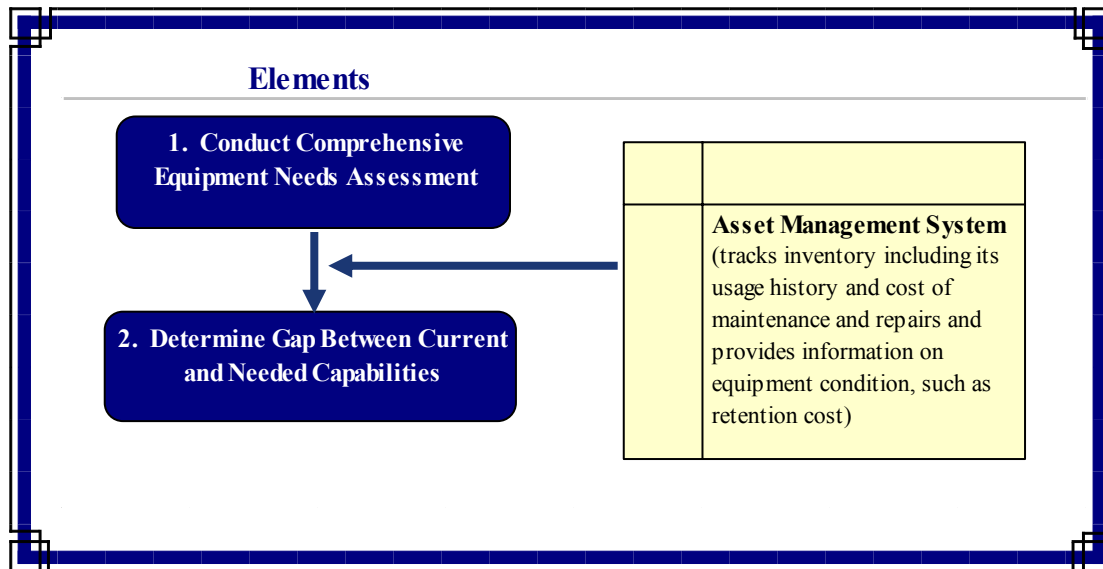 Elements
1. Conduct Comprehensive
Equipment Needs Assessment
2. Determine Gap Between Current
and Needed Capabilities
Asset Management System
(tracks inventory including its
usage history and cost of
maintenance and repairs and
provides information on
equipment condition, such as
retention cost)